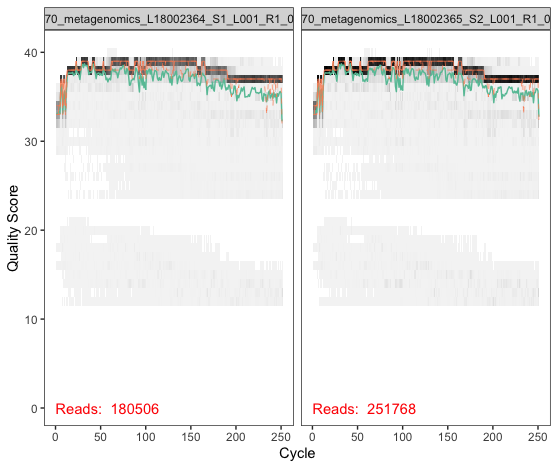 70_metagenomics_L18002364_S1_L001_R1_0
70_metagenomics_L18002365_S2_L001_R1_0
Quality Score
40
30
20
10
0
Reads: 180506
Reads: 251768
0 50 100 150 200 250
0 50 100 150 200 250
Cycle